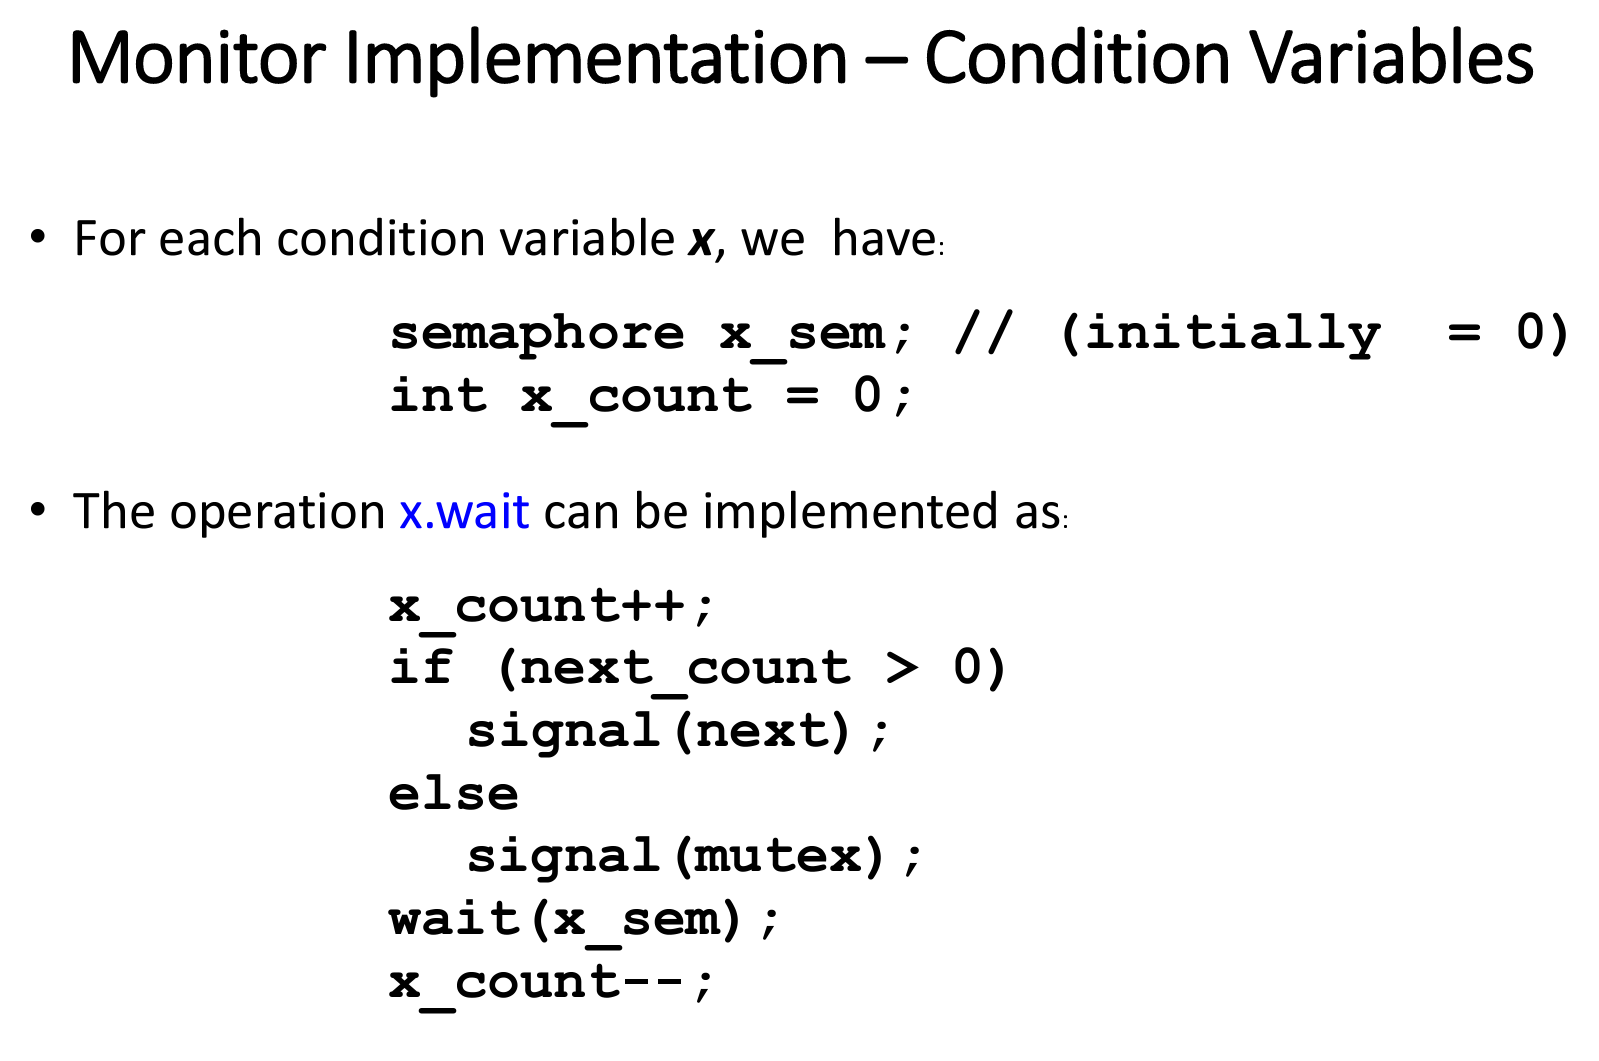 Monitor Implementation – Condition Variables
• For each condition variable x, we have:
semaphore x_sem; // (initially = 0)
int x_count = 0;
• The operation x.wait can be implemented as:
x_count++;
if (next_count > 0)
signal(next);
else
signal(mutex);
wait(x_sem);
x_count--;